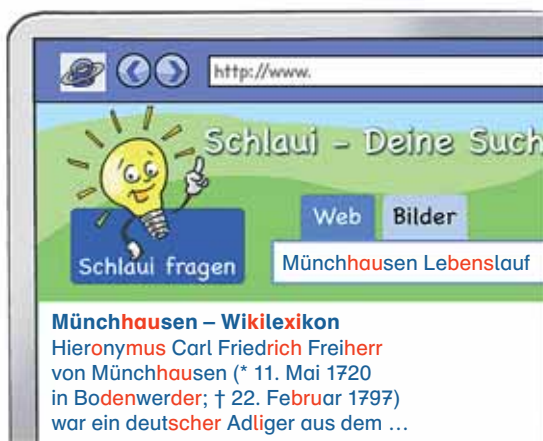 http://www.
Schlaui – Deine Such
Web Bilder
Schlaui fragen
Münchhausen Lebenslauf
Münchhausen – Wikilexikon
Hieronymus Carl Friedrich Freiherr
von Münchhausen (* 11. Mai 1720
in Bodenwerder; † 22. Februar 1797)
war ein deutscher Adliger aus dem …